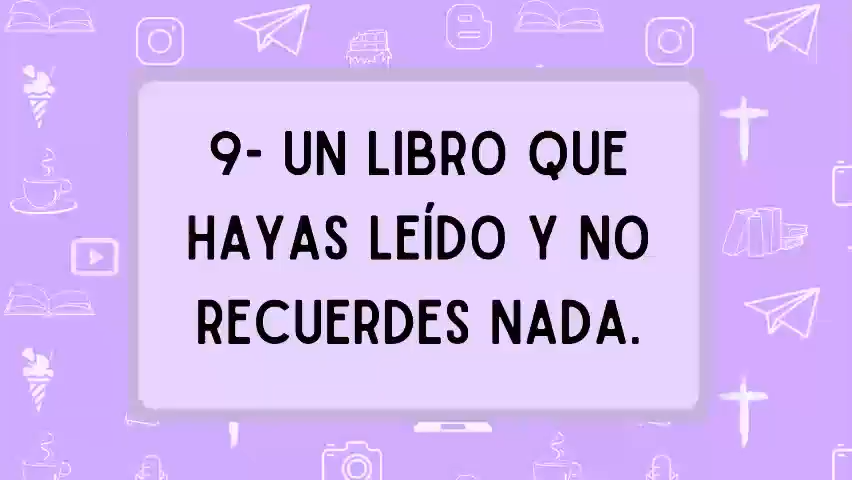 9- UN LIBRO QUE
HAYAS LEÍDO Y NO
RECUERDES NADA.